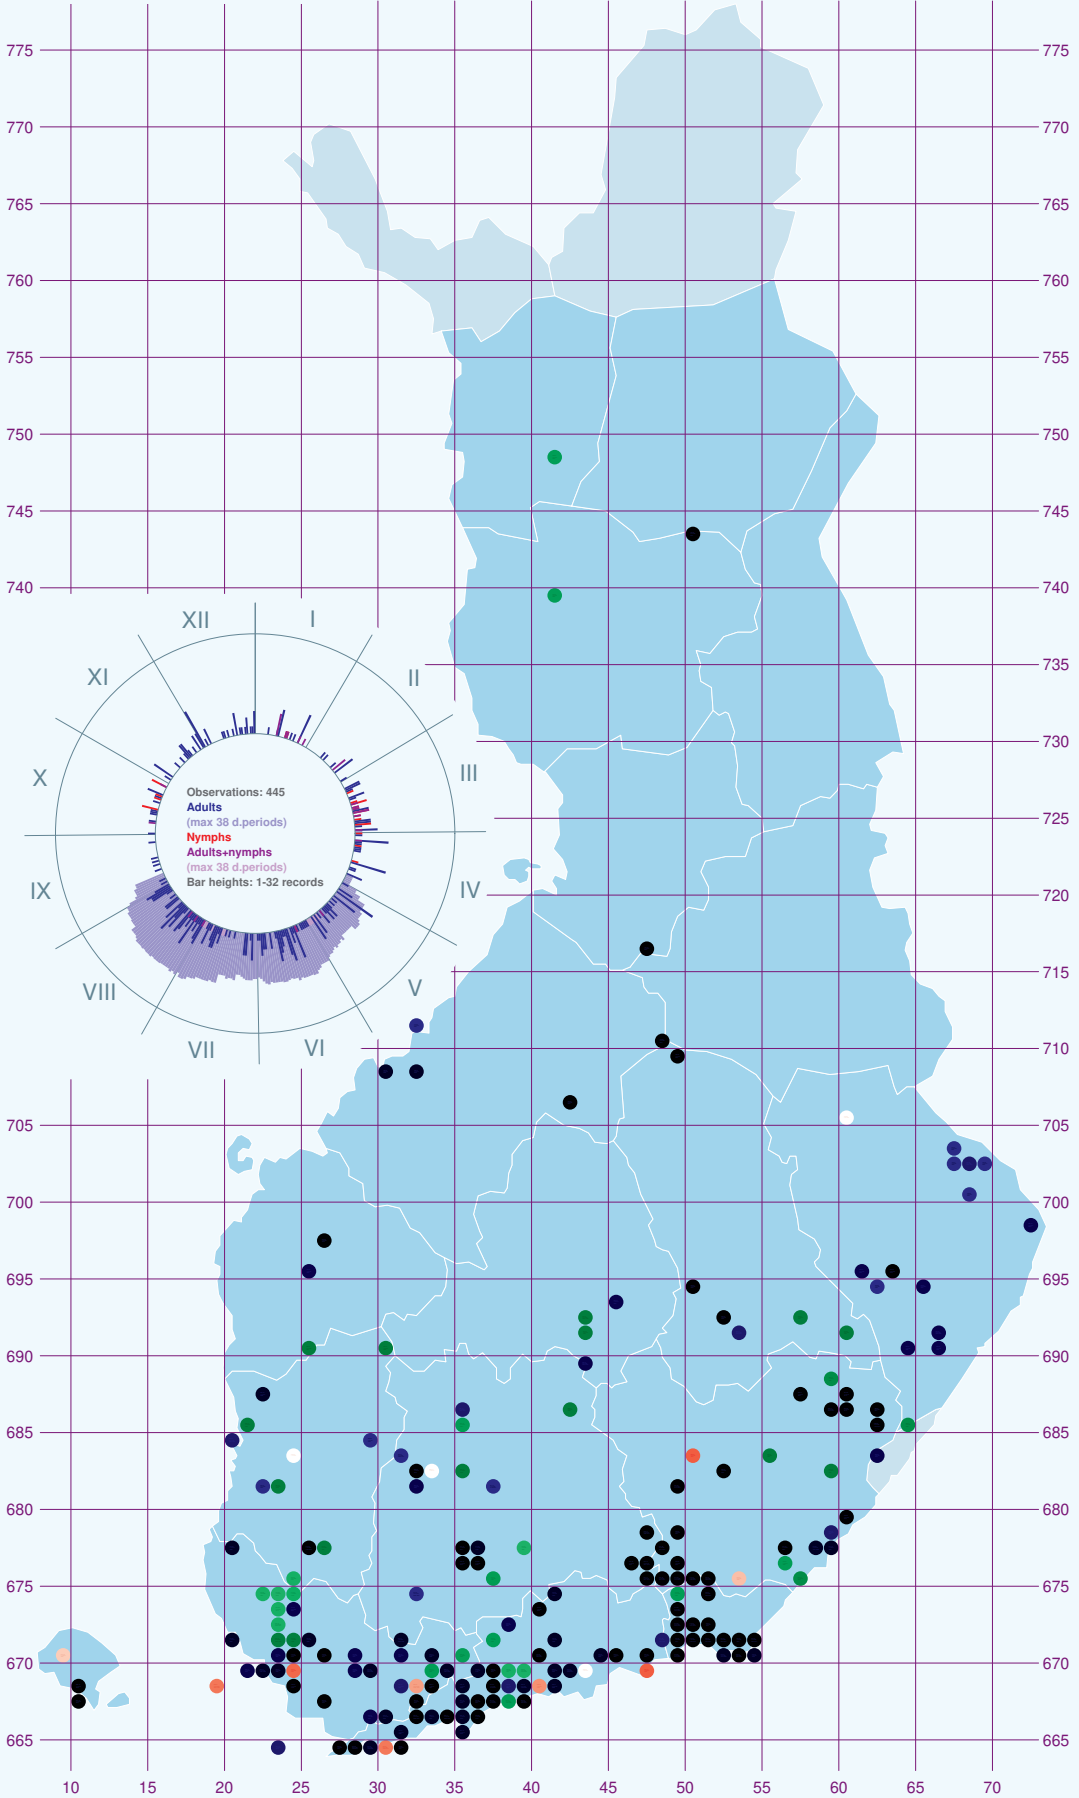 775 775
770 770
765 765
760 760
755 755
750 750
745 745
740 740
XII I
XI II
735
730
X III
725
Observations: 445
Adults
(max 38 d.periods)
Nymphs
Adults+nymphs
(max 38 d.periods)
Bar heights: 1-32 records
IX IV
720
VIII V
715
VII VI
710
705 705
700 700
695 695
690 690
685 685
680 680
675 675
670 670
665 665
10 15 20 25 30 35 40 45 50 55 60 65 70